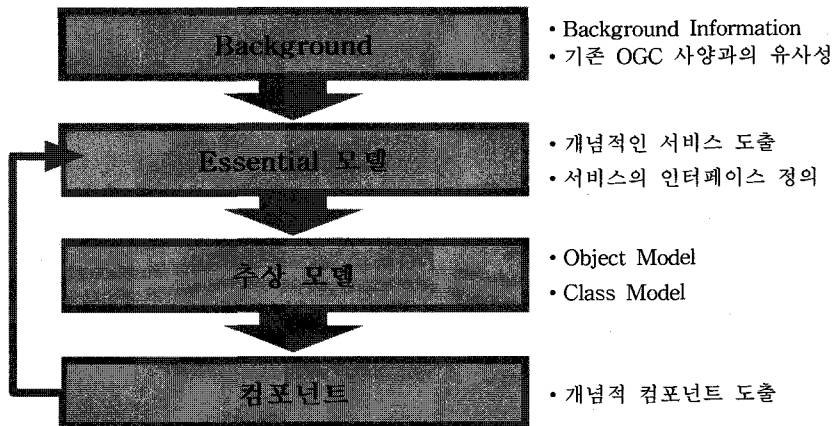 Background
• Background Information
• 기존 OGC 사양과의 유사성
Essential 모델
• 개념적인 서비스 도출
• 서비스의 인터페이스 정의
추상 모델
• Object Model
• Class Model
컴포넌트
• 개념적 컴포넌트 도출